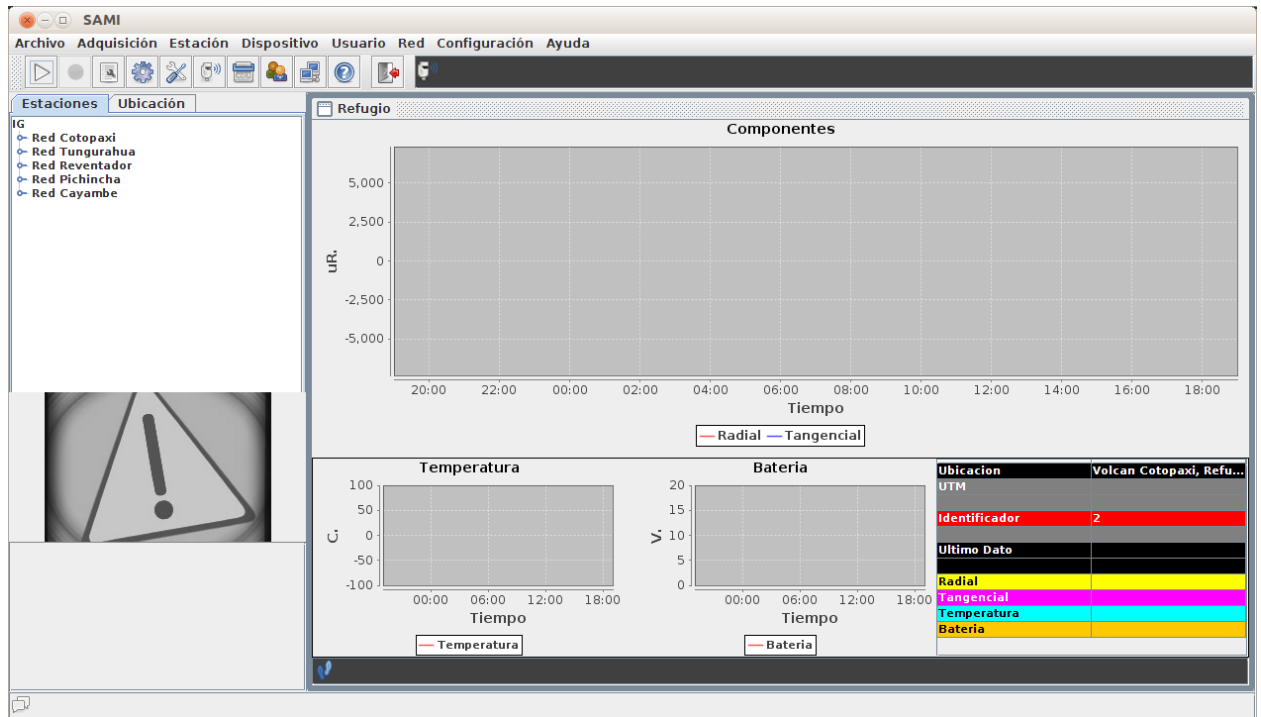 SAMI
Archivo Adquisición Estación Dispositivo Usuario Red Configuración Ayuda
Estaciones Ubicación
IG
Red Cotopaxi
Red Tungurahua
Red Reventador
Red Pichincha
Red Cayambe
Refugio
Componentes
5,000
2,500
0
-2,500
-5,000
uR.
20:00 22:00 00:00 02:00 04:00 06:00 08:00 10:00 12:00 14:00 16:00 18:00
Tiempo
Radial Tangencial
Temperatura
100
50
0
-50
-100
C.
00:00 06:00 12:00 18:00
Tiempo
Temperatura
Bateria
20
15
10
5
0
V.
00:00 06:00 12:00 18:00
Tiempo
Bateria
Ubicacion Volcan Cotopaxi, Refu...
UTM
Identificador 2
Ultimo Dato
Radial
Tangencial
Temperatura
Bateria